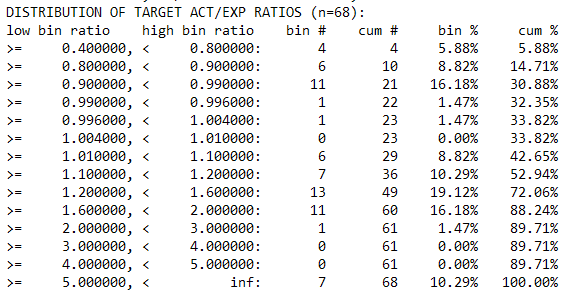 DISTRIBUTION OF TARGET ACT/EXP RATIOS (n=68):
low bin ratio    high bin ratio    bin #    cum #    bin %    cum %
>=    0.400000, <    0.800000:    4    4    5.88%    5.88%
>=    0.800000, <    0.900000:    6    10    8.82%    14.71%
>=    0.900000, <    0.990000:    11    21    16.18%    30.88%
>=    0.990000, <    0.996000:    1    22    1.47%    32.35%
>=    0.996000, <    1.004000:    1    23    1.47%    33.82%
>=    1.004000, <    1.010000:    0    23    0.00%    33.82%
>=    1.010000, <    1.100000:    6    29    8.82%    42.65%
>=    1.100000, <    1.200000:    7    36    10.29%    52.94%
>=    1.200000, <    1.600000:    13    49    19.12%    72.06%
>=    1.600000, <    2.000000:    11    60    16.18%    88.24%
>=    2.000000, <    3.000000:    1    61    1.47%    89.71%
>=    3.000000, <    4.000000:    0    61    0.00%    89.71%
>=    4.000000, <    5.000000:    0    61    0.00%    89.71%
>=    5.000000, <    inf:    7    68    10.29%    100.00%